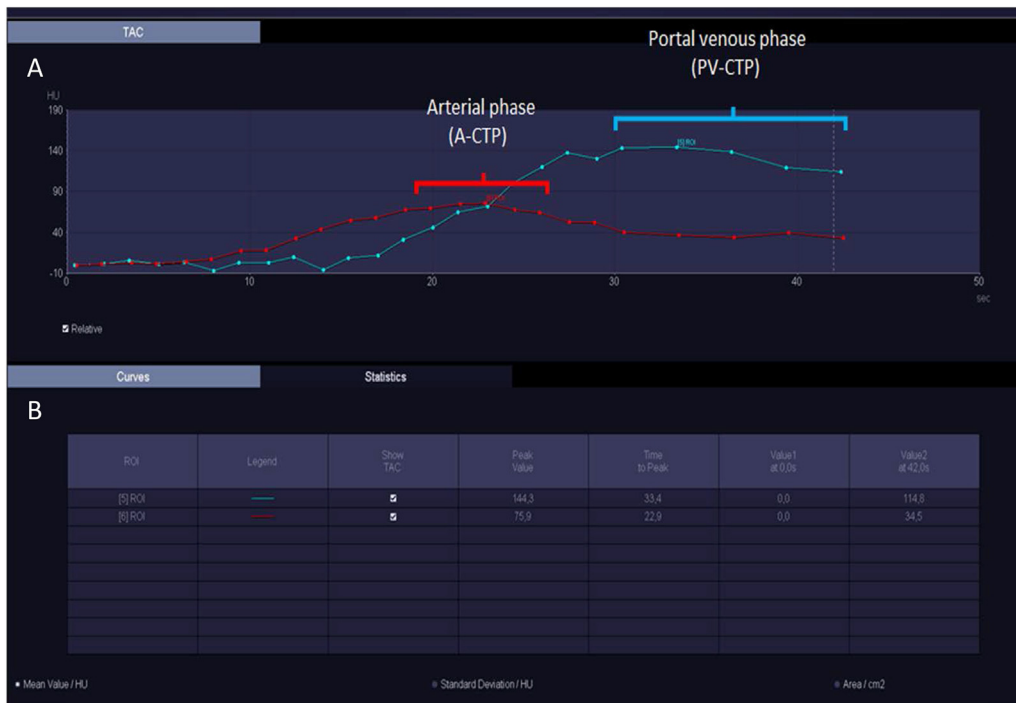 TAC
Portal venous phase
(PV-CTP)
A
HU
Arterial phase
(A-CTP)
190
140
90
40
-10
[5] ROI
0
10
20
30
40
50
sec
Relative
Curves Statistics
B
ROI Legend Show TAC Peak Value Time to Peak Value1 at 0,0s Value2 at 42,0s
[5] ROI 144,3 33,4 0,0 114,8
[6] ROI 75,9 22,9 0,0 34,5
Mean Value / HU Standard Deviation / HU Area / cm2